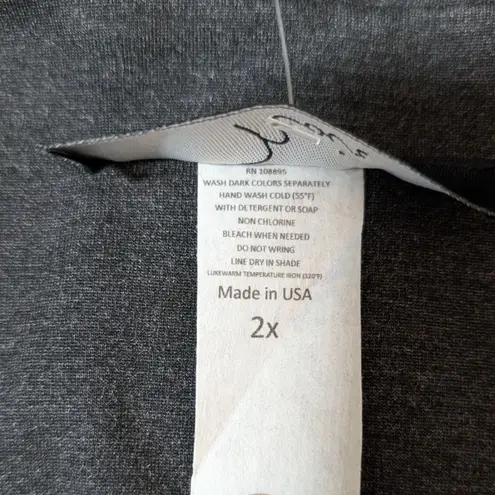 RN 108895
WASH DARK COLORS SEPARATELY
HAND WASH COLD (55°F)
WITH DETERGENT OR SOAP
NON CHLORINE
BLEACH WHEN NEEDED
DO NOT WRING
LINE DRY IN SHADE
LUKEWARM TEMPERATURE IRON (120°F)
Made in USA
2x